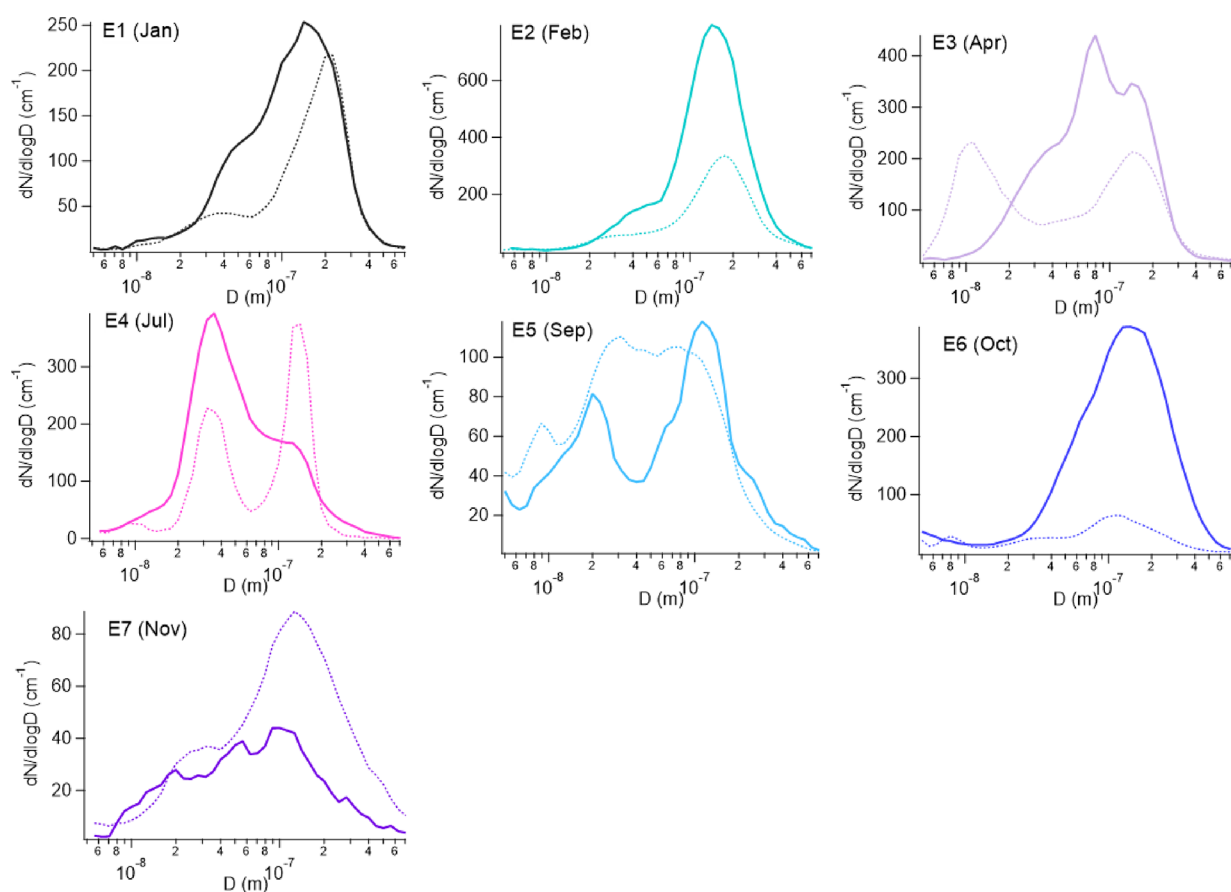 E1 (Jan)
dN/dlogD (cm⁻¹)
250
200
150
100
50
6 8 2 4 6 8 2 4 6
10⁻⁸ 10⁻⁷
D (m)
E2 (Feb)
dN/dlogD (cm⁻¹)
600
400
200
6 8 2 4 6 8 2 4 6
10⁻⁸ 10⁻⁷
D (m)
E3 (Apr)
dN/dlogD (cm⁻¹)
400
300
200
100
6 8 2 4 6 8 2 4 6
10⁻⁸ 10⁻⁷
D (m)
E4 (Jul)
dN/dlogD (cm⁻¹)
300
200
100
0
6 8 2 4 6 8 2 4 6
10⁻⁸ 10⁻⁷
D (m)
E5 (Sep)
dN/dlogD (cm⁻¹)
100
80
60
40
20
6 8 2 4 6 8 2 4 6
10⁻⁸ 10⁻⁷
D (m)
E6 (Oct)
dN/dlogD (cm⁻¹)
300
200
100
6 8 2 4 6 8 2 4 6
10⁻⁸ 10⁻⁷
D (m)
E7 (Nov)
dN/dlogD (cm⁻¹)
80
60
40
20
6 8 2 4 6 8 2 4 6
10⁻⁸ 10⁻⁷
D (m)